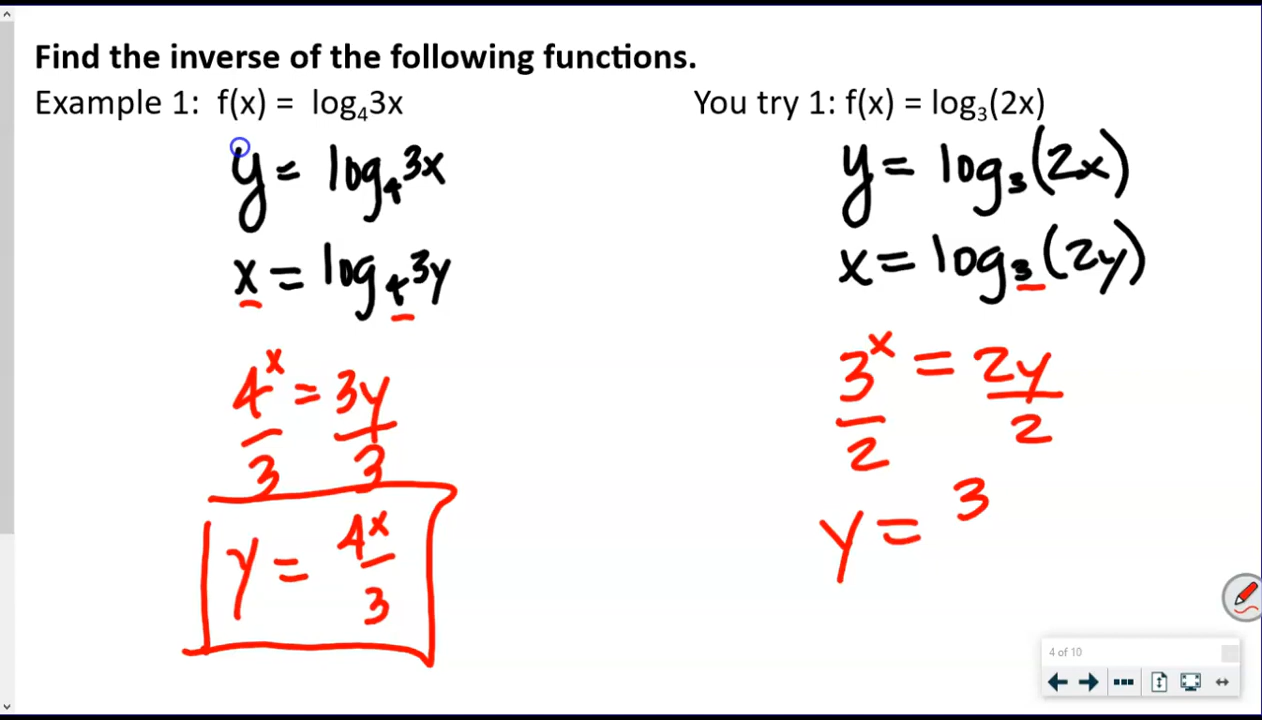 Find the inverse of the following functions.
Example 1: f(x) = log₄3x
y = log₄3x
x = log₄3y
4ˣ/3 = 3y/3
y = 4ˣ/3
You try 1: f(x) = log₃(2x)
y = log₃(2x)
x = log₃(2y)
3ˣ/2 = 2y/2
y = 3
4 of 10